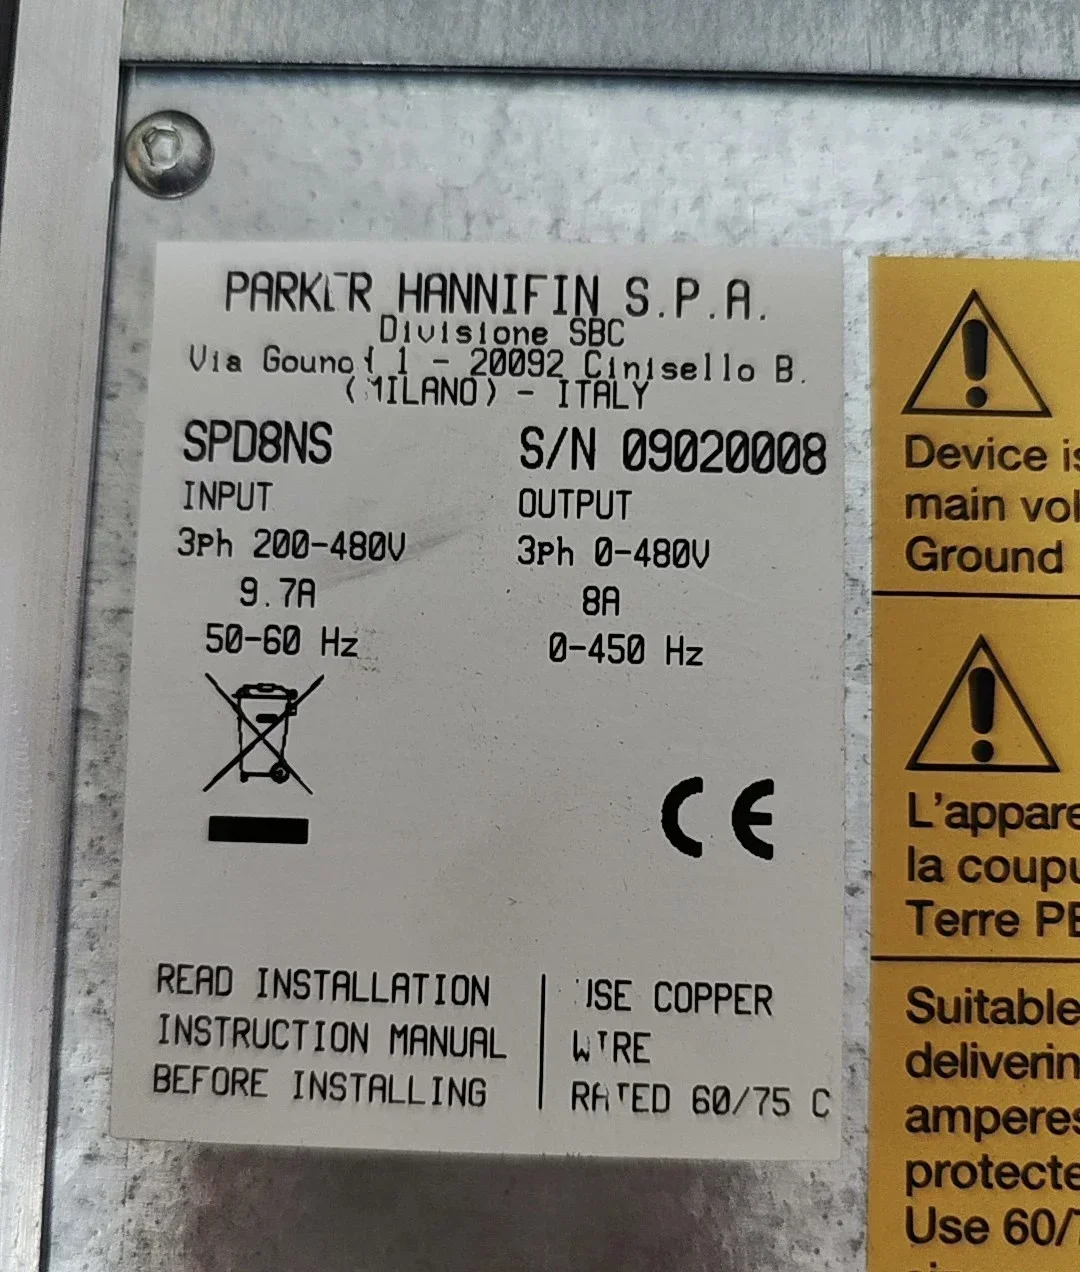 PARKER HANNIFIN S.P.A.
Divisione SBC
Via Gounod 1 - 20092 Cinisello B.
(MILANO) - ITALY
SPD8NS S/N 09020008
INPUT OUTPUT
3ph 200-480V 3ph 0-480V
9.7A 8A
50-60 Hz 0-450 Hz
CE
READ INSTALLATION
INSTRUCTION MANUAL
BEFORE INSTALLING
USE COPPER
WIRE
RATED 60/75 C
Device is
main vol
Ground
L'appare
la coupu
Terre PE
Suitable
deliverin
amperes
protecte
Use 60/7